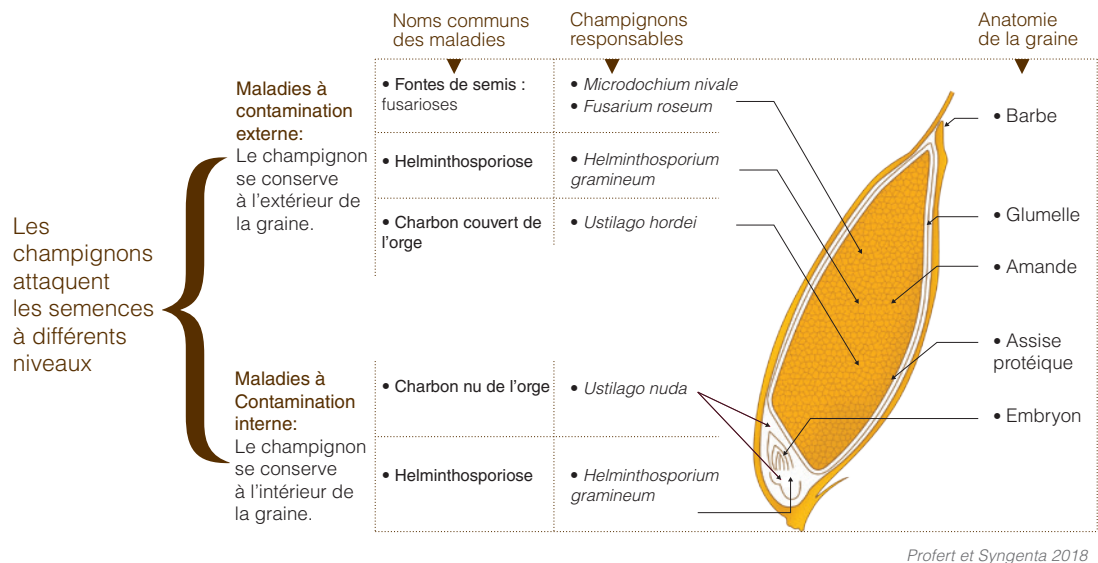 Noms communs
des maladies
Champignons
responsables
Anatomie
de la graine
Les
champignons
attaquent
les semences
à différents
niveaux
Maladies à
contamination
externe:
Le champignon
se conserve
à l'extérieur de
la graine.
• Fontes de semis :
fusarioses
• Microdochium nivale
• Fusarium roseum
• Helminthosporiose
• Helminthosporium
gramineum
• Charbon couvert de
l'orge
• Ustilago hordei
Maladies à
Contamination
interne:
Le champignon
se conserve
à l'intérieur de
la graine.
• Charbon nu de l'orge
• Ustilago nuda
• Helminthosporiose
• Helminthosporium
gramineum
• Barbe
• Glumelle
• Amande
• Assise
protéique
• Embryon
Profert et Syngenta 2018